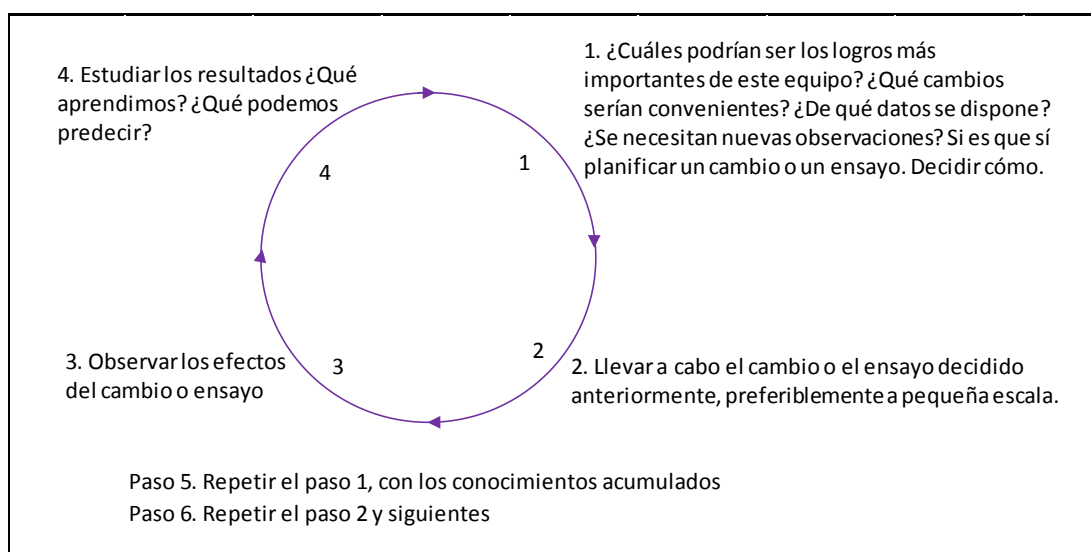 4. Estudiar los resultados ¿Qué
aprendimos? ¿Qué podemos
predecir?
1. ¿Cuáles podrían ser los logros más
importantes de este equipo? ¿Qué cambios
serían convenientes? ¿De qué datos se dispone?
¿Se necesitan nuevas observaciones? Si es que sí
planificar un cambio o un ensayo. Decidir cómo.
4
1
3. Observar los efectos
del cambio o ensayo
3
2
2. Llevar a cabo el cambio o el ensayo decidido
anteriormente, preferiblemente a pequeña escala.
Paso 5. Repetir el paso 1, con los conocimientos acumulados
Paso 6. Repetir el paso 2 y siguientes